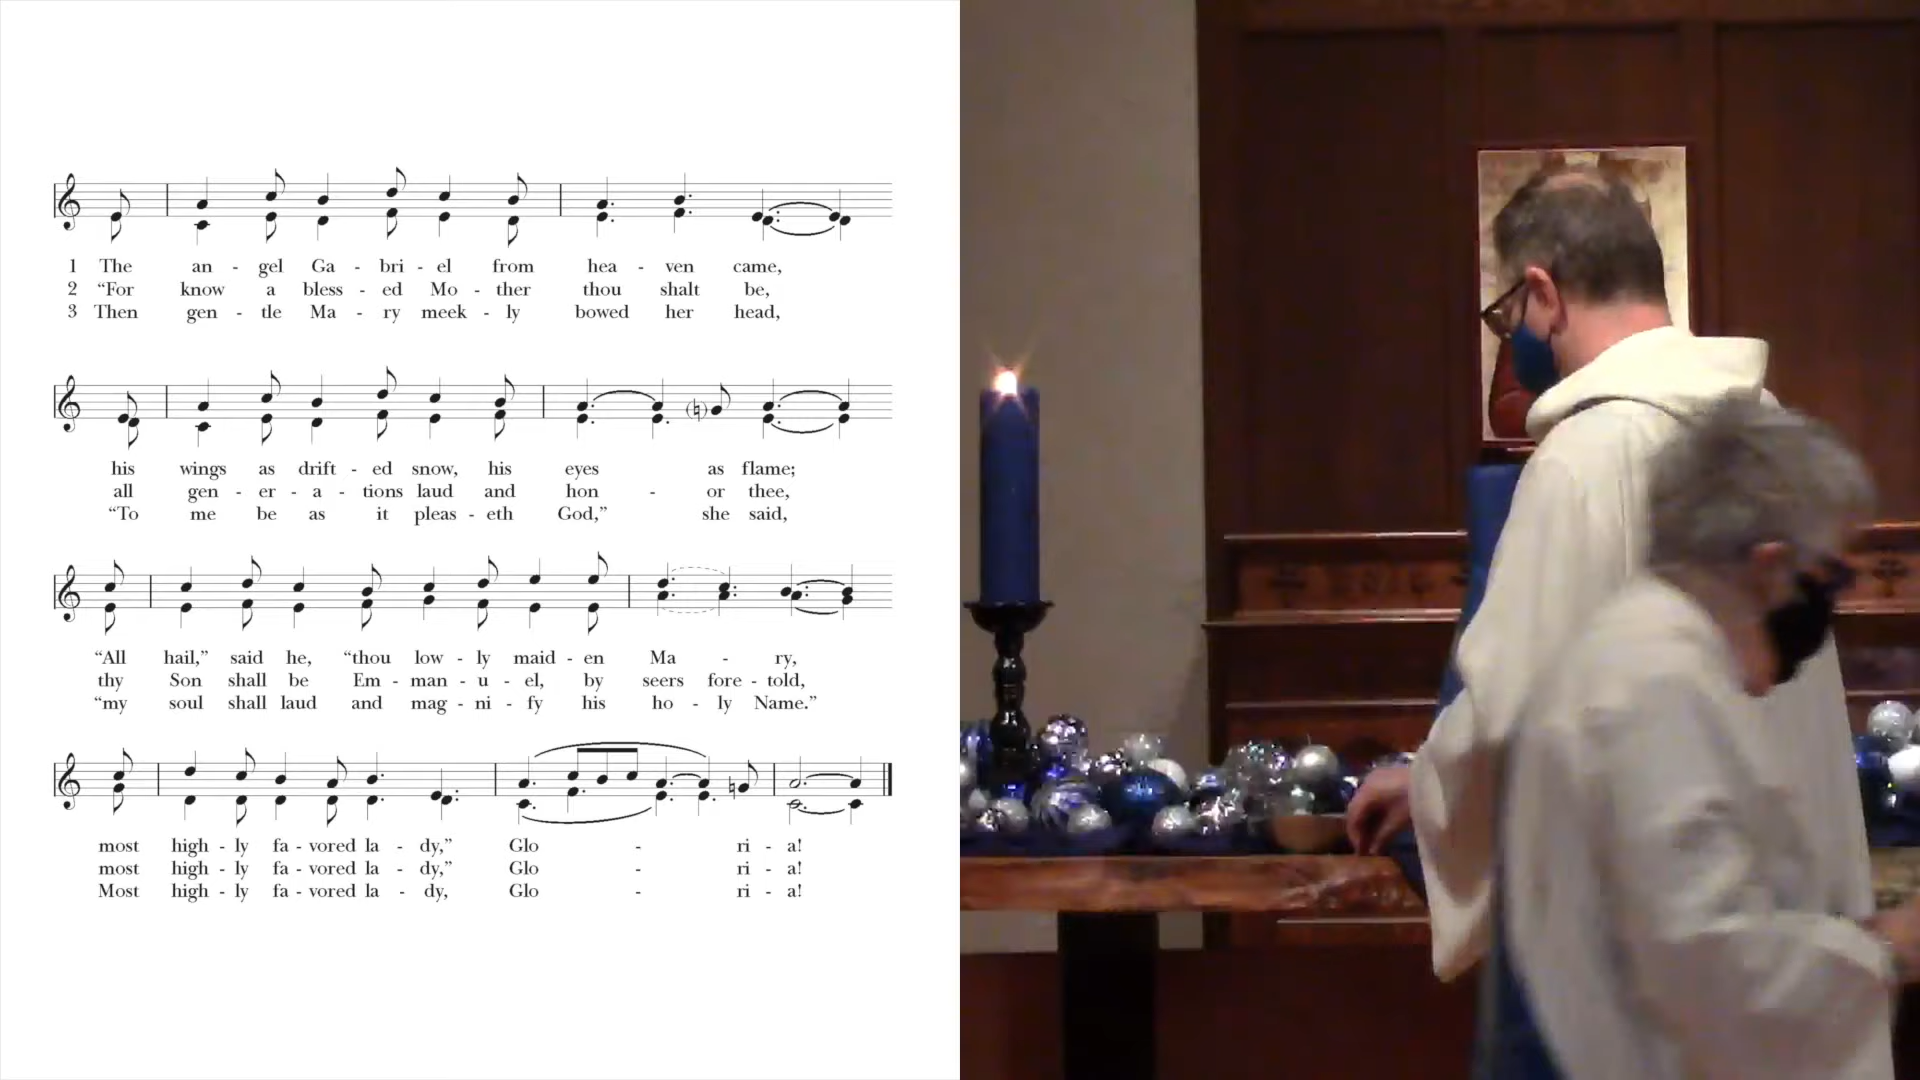 1 The an - gel Ga - bri - el from hea - ven came,
2 “For know a bless - ed Mo - ther thou shalt be,
3 Then gen - tle Ma - ry meek - ly bowed her head,
his wings as drift - ed snow, his eyes as flame;
all gen - er - a - tions laud and hon - or thee,
“To me be as it pleas - eth God,” she said,
“All hail,” said he, “thou low - ly maid - en Ma - ry,
thy Son shall be Em - man - u - el, by seers fore - told,
“my soul shall laud and mag - ni - fy his ho - ly Name.”
most high - ly fa - vored la - dy,” Glo - ri - a!
most high - ly fa - vored la - dy,” Glo - ri - a!
Most high - ly fa - vored la - dy, Glo - ri - a!